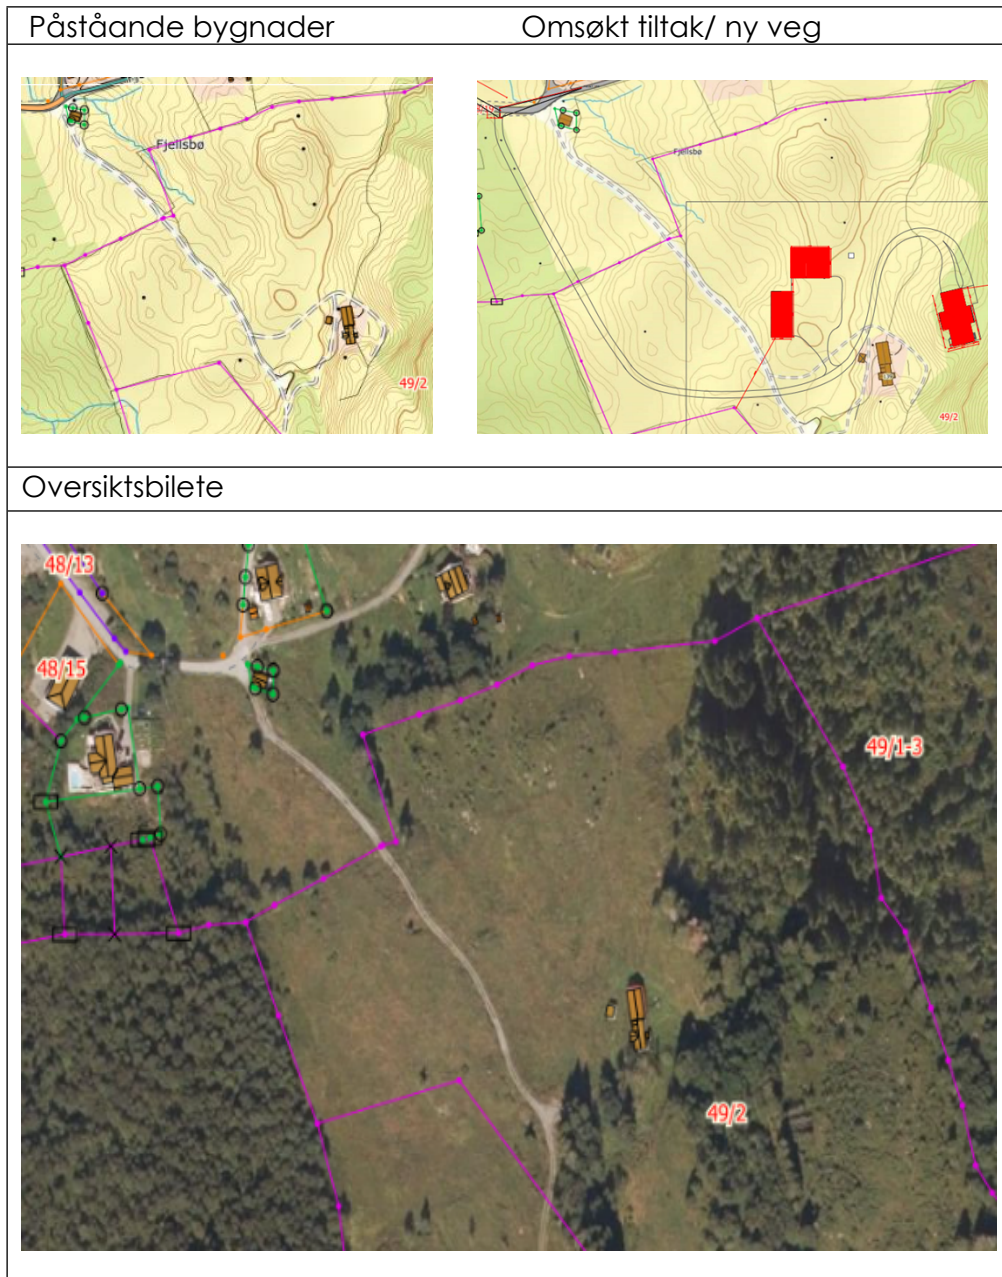 Påståande bygnader
Omsøkt tiltak/ ny veg
Fjellsbø
49/2
Fjellsbø
49/2
Oversiktsbilete
48/13
48/15
49/1-3
49/2